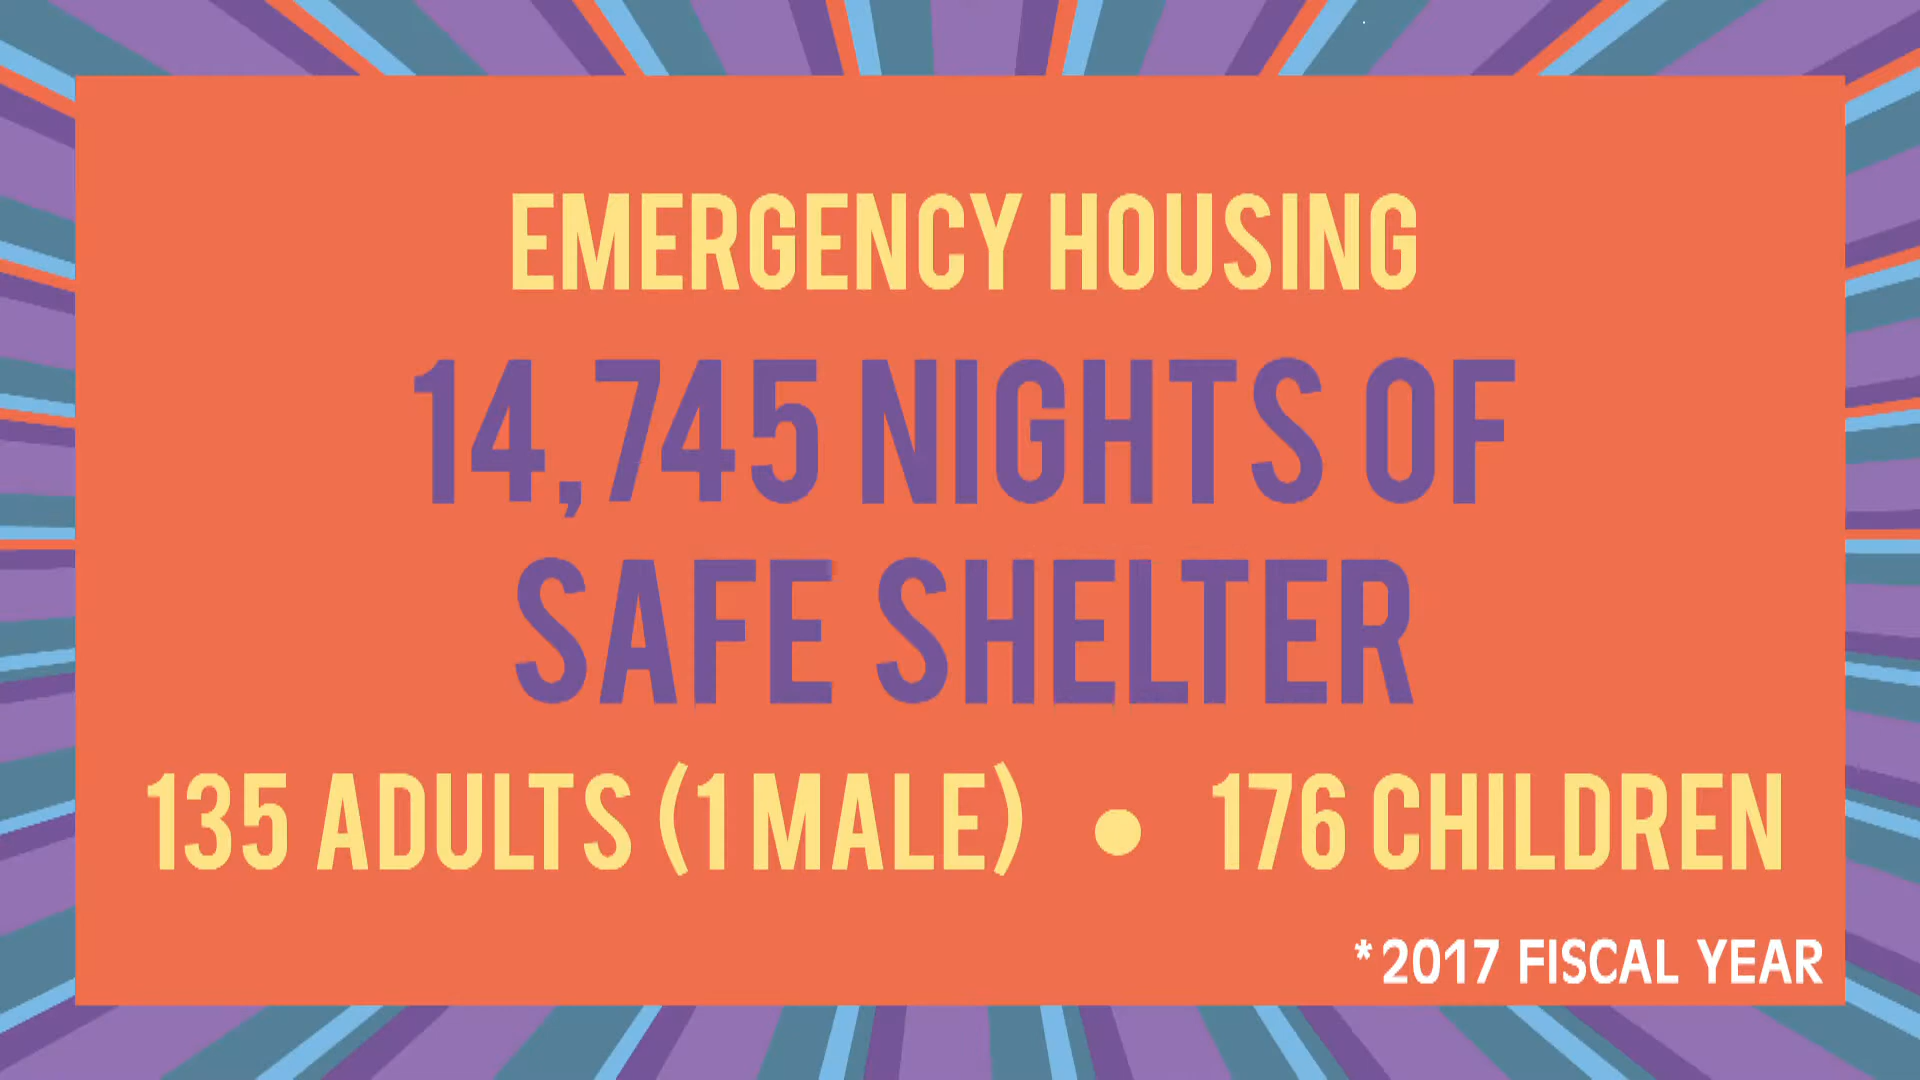 EMERGENCY HOUSING
14,745 NIGHTS OF
SAFE SHELTER
135 ADULTS (1 MALE) • 176 CHILDREN
*2017 FISCAL YEAR